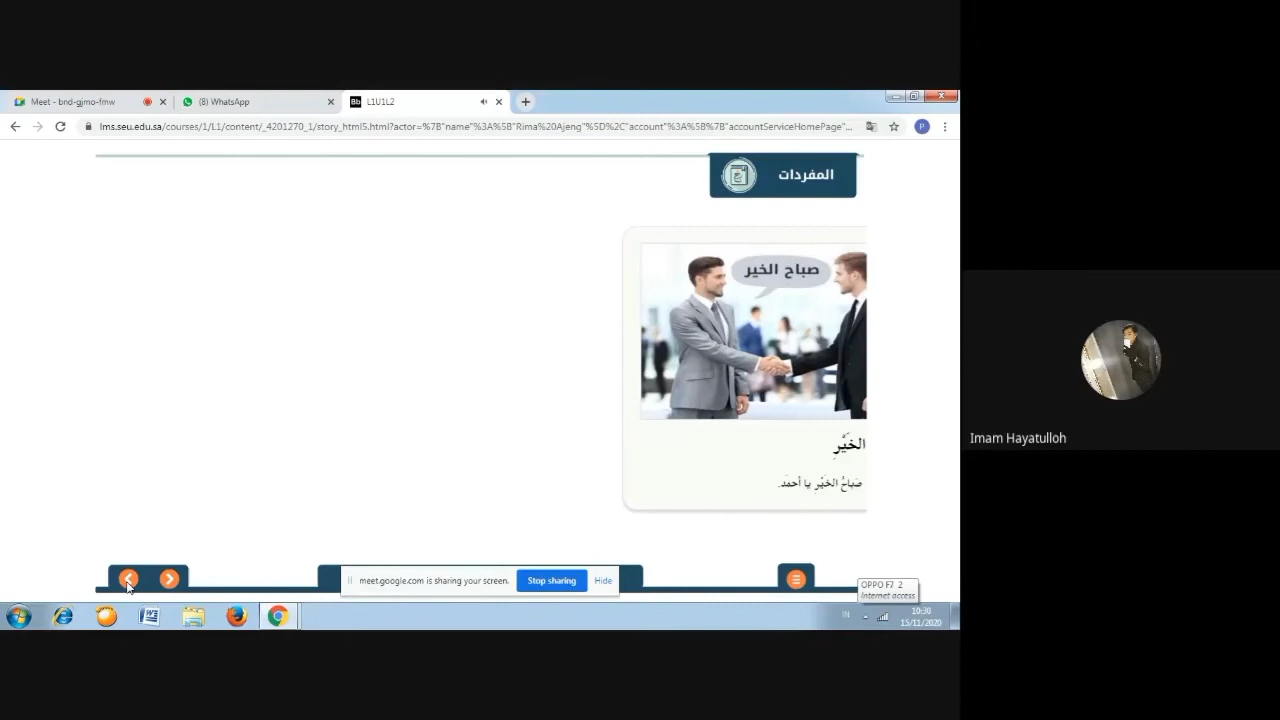 Meet - bnd-gjmo-fmw
(8) WhatsApp
Bb L1U1L2
lms.seu.edu.sa/courses/1/L1/content/_4201270_1/story_html5.html?actor=%7B"name"%3A%5B"Rima%20Ajeng"%5D%2C"account"%3A%5B%7B"accountServiceHomePage"...
P
المفردات
صباح الخير
الخَيْرِ
صَباحُ الخَيْرِ يا أحمَد.
meet.google.com is sharing your screen.
Stop sharing
Hide
OPPO F7 2
Internet access
IN
10:30
15/11/2020
Imam Hayatulloh